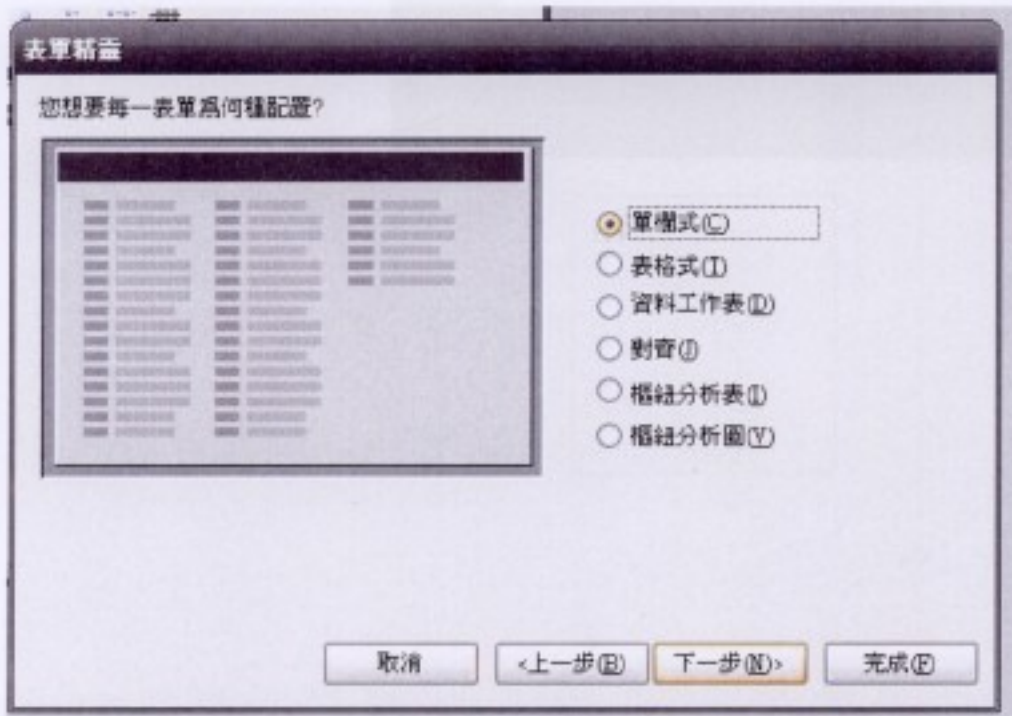 表單精靈
您想要每一表單為何種配置?
單欄式(C)
表格式(T)
資料工作表(D)
對齊(J)
樞紐分析表(I)
樞紐分析圖(V)
取消
<上一步(B)
下一步(N)>
完成(F)